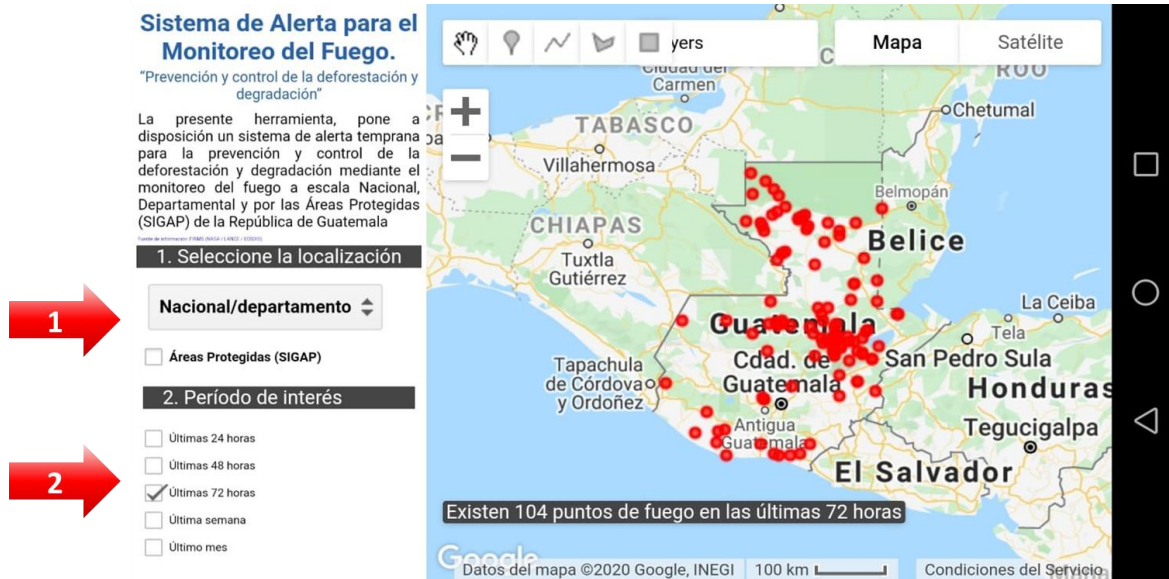 Sistema de Alerta para el
Monitoreo del Fuego.
"Prevención y control de la deforestación y
degradación"
La presente herramienta, pone a
disposición un sistema de alerta temprana
para la prevención y control de la
deforestación y degradación mediante el
monitoreo del fuego a escala Nacional,
Departamental y por las Áreas Protegidas
(SIGAP) de la República de Guatemala
Fuente de información: FIRMS (NASA / LANCE / EOSDIS)
1. Seleccione la localización
1
Nacional/departamento
Áreas Protegidas (SIGAP)
2. Período de interés
Últimas 24 horas
Últimas 48 horas
2
Últimas 72 horas
Última semana
Último mes
yers
Mapa
Satélite
Ciudad del
Carmen
ROO
Chetumal
TABASCO
Villahermosa
Belmopán
CHIAPAS
Belice
Tuxtla
Gutiérrez
La Ceiba
Guatemala
Tela
Cdad. de
Guatemala
San Pedro Sula
Tapachula
de Córdova
y Ordoñez
Honduras
Antigua
Guatemala
Tegucigalpa
El Salvador
Existen 104 puntos de fuego en las últimas 72 horas
Google
Datos del mapa ©2020 Google, INEGI
100 km
Condiciones del Servicio